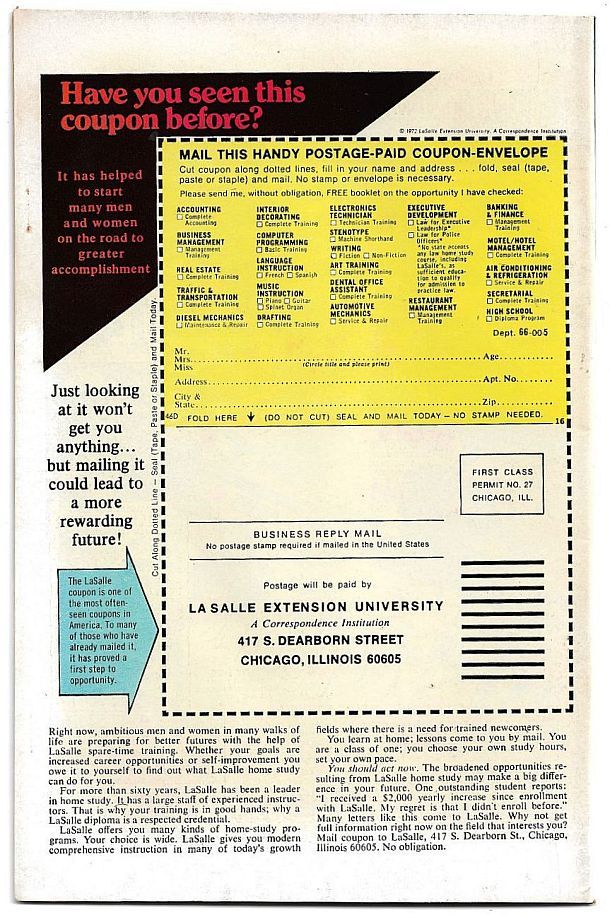 Have you seen this
coupon before?
© 1972 LaSalle Extension University. A Correspondence Institution
It has helped
to start
many men
and women
on the road to
greater
accomplishment
Just looking
at it won't
get you
anything...
but mailing it
could lead to
a more
rewarding
future!
The LaSalle
coupon is one of
the most often-
seen coupons in
America. To many
of those who have
already mailed it,
it has proved a
first step to
opportunity.
Cut Along Dotted Line — Seal (Tape, Paste or Staple) and Mail Today.
MAIL THIS HANDY POSTAGE-PAID COUPON-ENVELOPE
Cut coupon along dotted lines, fill in your name and address . . . fold, seal (tape,
paste or staple) and mail. No stamp or envelope is necessary.
Please send me, without obligation, FREE booklet on the opportunity I have checked:
ACCOUNTING
☐ Complete
Accounting
BUSINESS
MANAGEMENT
☐ Management
Training
REAL ESTATE
☐ Complete Training
TRAFFIC &
TRANSPORTATION
☐ Complete Training
DIESEL MECHANICS
☐ Maintenance & Repair
INTERIOR
DECORATING
☐ Complete Training
COMPUTER
PROGRAMMING
☐ Basic Training
LANGUAGE
INSTRUCTION
☐ French ☐ Spanish
MUSIC
INSTRUCTION
☐ Piano ☐ Guitar
☐ Spinet Organ
DRAFTING
☐ Complete Training
ELECTRONICS
TECHNICIAN
☐ Technician Training
STENOTYPE
☐ Machine Shorthand
WRITING
☐ Fiction ☐ Non-Fiction
ART TRAINING
☐ Complete Training
DENTAL OFFICE
ASSISTANT
☐ Complete Training
AUTOMOTIVE
MECHANICS
☐ Service & Repair
EXECUTIVE
DEVELOPMENT
☐ Law for Executive
Leadership*
☐ Law for Police
Officers*
*No state accepts
any law home study
course, including
LaSalle's, as
sufficient educa-
tion to qualify
for admission to
practice law.
RESTAURANT
MANAGEMENT
☐ Management
Training
BANKING
& FINANCE
☐ Management
Training
MOTEL/HOTEL
MANAGEMENT
☐ Complete Training
AIR CONDITIONING
& REFRIGERATION
☐ Service & Repair
SECRETARIAL
☐ Complete Training
HIGH SCHOOL
☐ Diploma Program
Dept. 66-005
Mr.
Mrs. Age
Miss (Circle title and please print)
Address Apt. No.
City &
State Zip
46D FOLD HERE ↓ (DO NOT CUT) SEAL AND MAIL TODAY — NO STAMP NEEDED. 16
FIRST CLASS
PERMIT NO. 27
CHICAGO, ILL.
BUSINESS REPLY MAIL
No postage stamp required if mailed in the United States
Postage will be paid by
LA SALLE EXTENSION UNIVERSITY
A Correspondence Institution
417 S. DEARBORN STREET
CHICAGO, ILLINOIS 60605
Right now, ambitious men and women in many walks of
life are preparing for better futures with the help of
LaSalle spare-time training. Whether your goals are
increased career opportunities or self-improvement you
owe it to yourself to find out what LaSalle home study
can do for you.
For more than sixty years, LaSalle has been a leader
in home study. It has a large staff of experienced instruc-
tors. That is why your training is in good hands; why a
LaSalle diploma is a respected credential.
LaSalle offers you many kinds of home-study pro-
grams. Your choice is wide. LaSalle gives you modern
comprehensive instruction in many of today's growth
fields where there is a need for trained newcomers.
You learn at home; lessons come to you by mail. You
are a class of one; you choose your own study hours,
set your own pace.
You should act now. The broadened opportunities re-
sulting from LaSalle home study may make a big differ-
ence in your future. One outstanding student reports:
"I received a $2,000 yearly increase since enrollment
with LaSalle. My regret is that I didn't enroll before."
Many letters like this come to LaSalle. Why not get
full information right now on the field that interests you?
Mail coupon to LaSalle, 417 S. Dearborn St., Chicago,
Illinois 60605. No obligation.